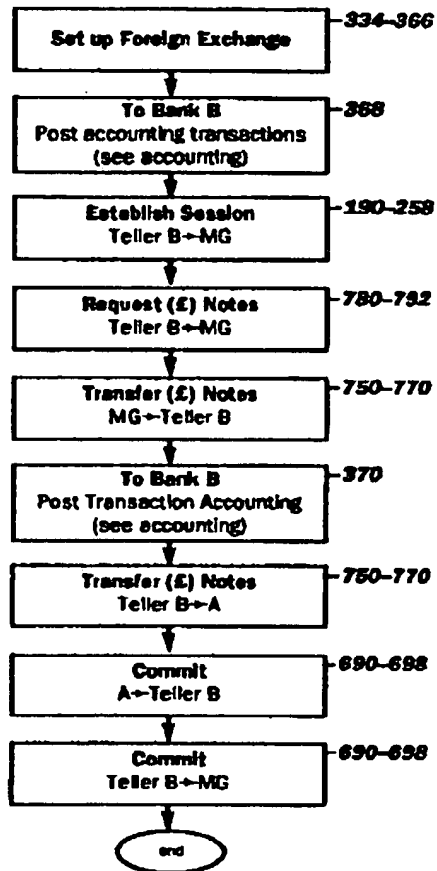 Set up Foreign Exchange
334-366
To Bank B
Post accounting transactions
(see accounting)
368
Establish Session
Teller B→MG
190-258
Request (£) Notes
Teller B→MG
780-792
Transfer (£) Notes
MG→Teller B
750-770
To Bank B
Post Transaction Accounting
(see accounting)
370
Transfer (£) Notes
Teller B→A
750-770
Commit
A→Teller B
690-698
Commit
Teller B→MG
690-698
end